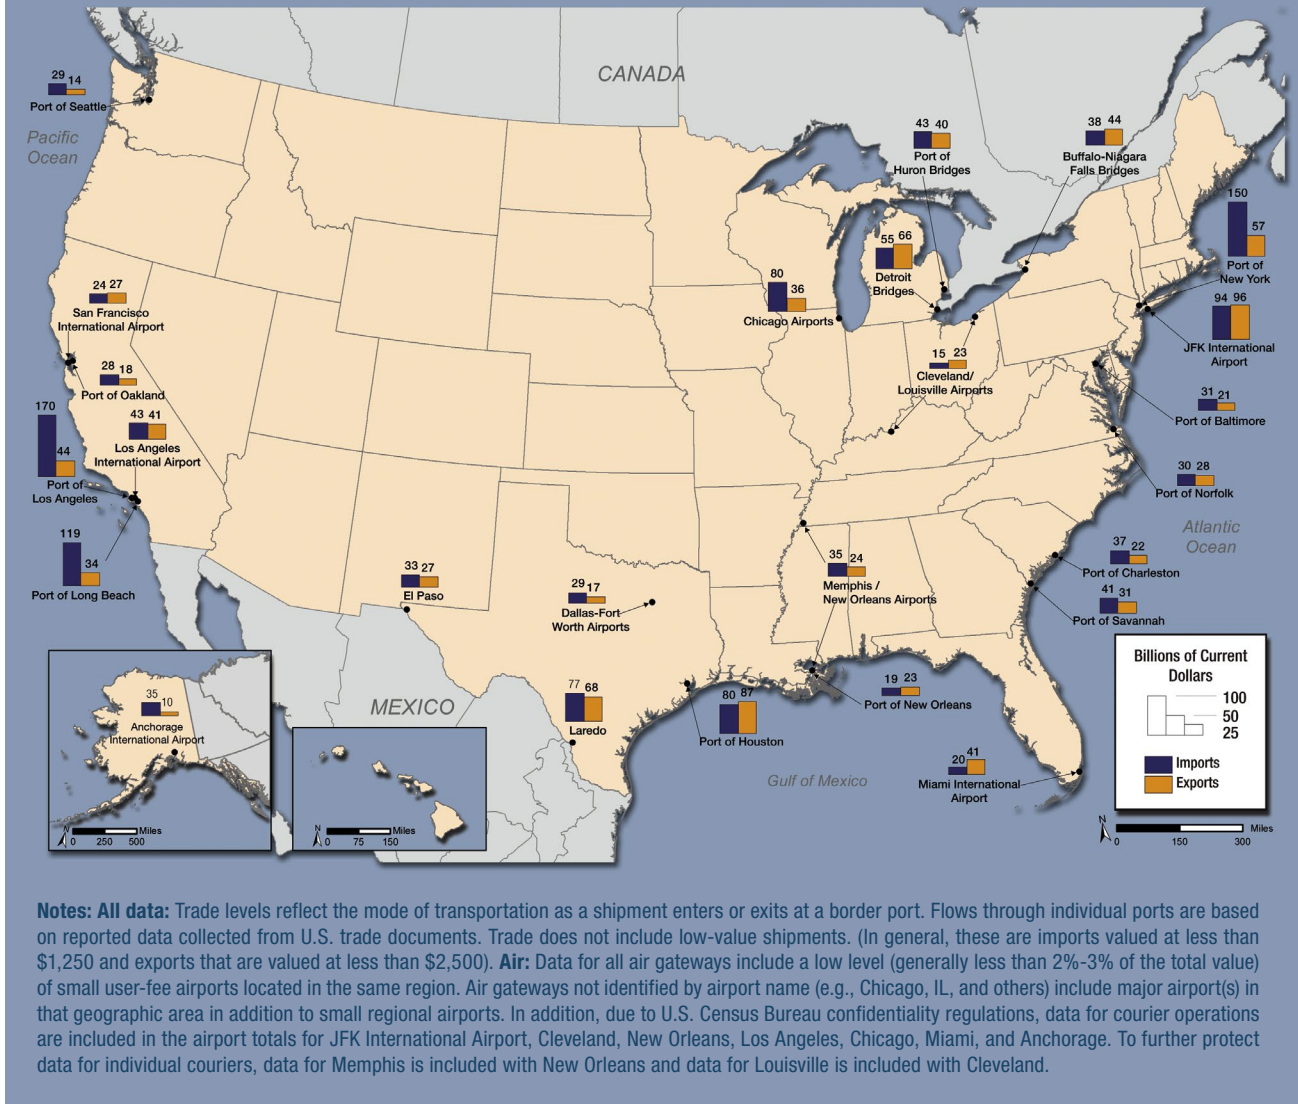 CANADA
29 14
Port of Seattle
Pacific
Ocean
43 40
Port of
Huron Bridges
38 44
Buffalo-Niagara
Falls Bridges
150
57
Port of
New York
55 66
Detroit
Bridges
80
36
Chicago Airports
24 27
San Francisco
International Airport
94 96
JFK International
Airport
15 23
Cleveland/
Louisville Airports
28 18
Port of Oakland
31 21
Port of Baltimore
170
44
Port of
Los Angeles
43 41
Los Angeles
International Airport
30 28
Port of Norfolk
Atlantic
Ocean
119
34
Port of Long Beach
33 27
El Paso
29 17
Dallas-Fort
Worth Airports
35 24
Memphis /
New Orleans Airports
37 22
Port of Charleston
41 31
Port of Savannah
35
10
Anchorage
International Airport
N
Miles
0 250 500
MEXICO
N
Miles
0 75 150
77 68
Laredo
80 87
Port of Houston
19 23
Port of New Orleans
Gulf of Mexico
20 41
Miami International
Airport
Billions of Current
Dollars
100
50
25
Imports
Exports
N
Miles
0 150 300
Notes: All data: Trade levels reflect the mode of transportation as a shipment enters or exits at a border port. Flows through individual ports are based
on reported data collected from U.S. trade documents. Trade does not include low-value shipments. (In general, these are imports valued at less than
$1,250 and exports that are valued at less than $2,500). Air: Data for all air gateways include a low level (generally less than 2%-3% of the total value)
of small user-fee airports located in the same region. Air gateways not identified by airport name (e.g., Chicago, IL, and others) include major airport(s) in
that geographic area in addition to small regional airports. In addition, due to U.S. Census Bureau confidentiality regulations, data for courier operations
are included in the airport totals for JFK International Airport, Cleveland, New Orleans, Los Angeles, Chicago, Miami, and Anchorage. To further protect
data for individual couriers, data for Memphis is included with New Orleans and data for Louisville is included with Cleveland.